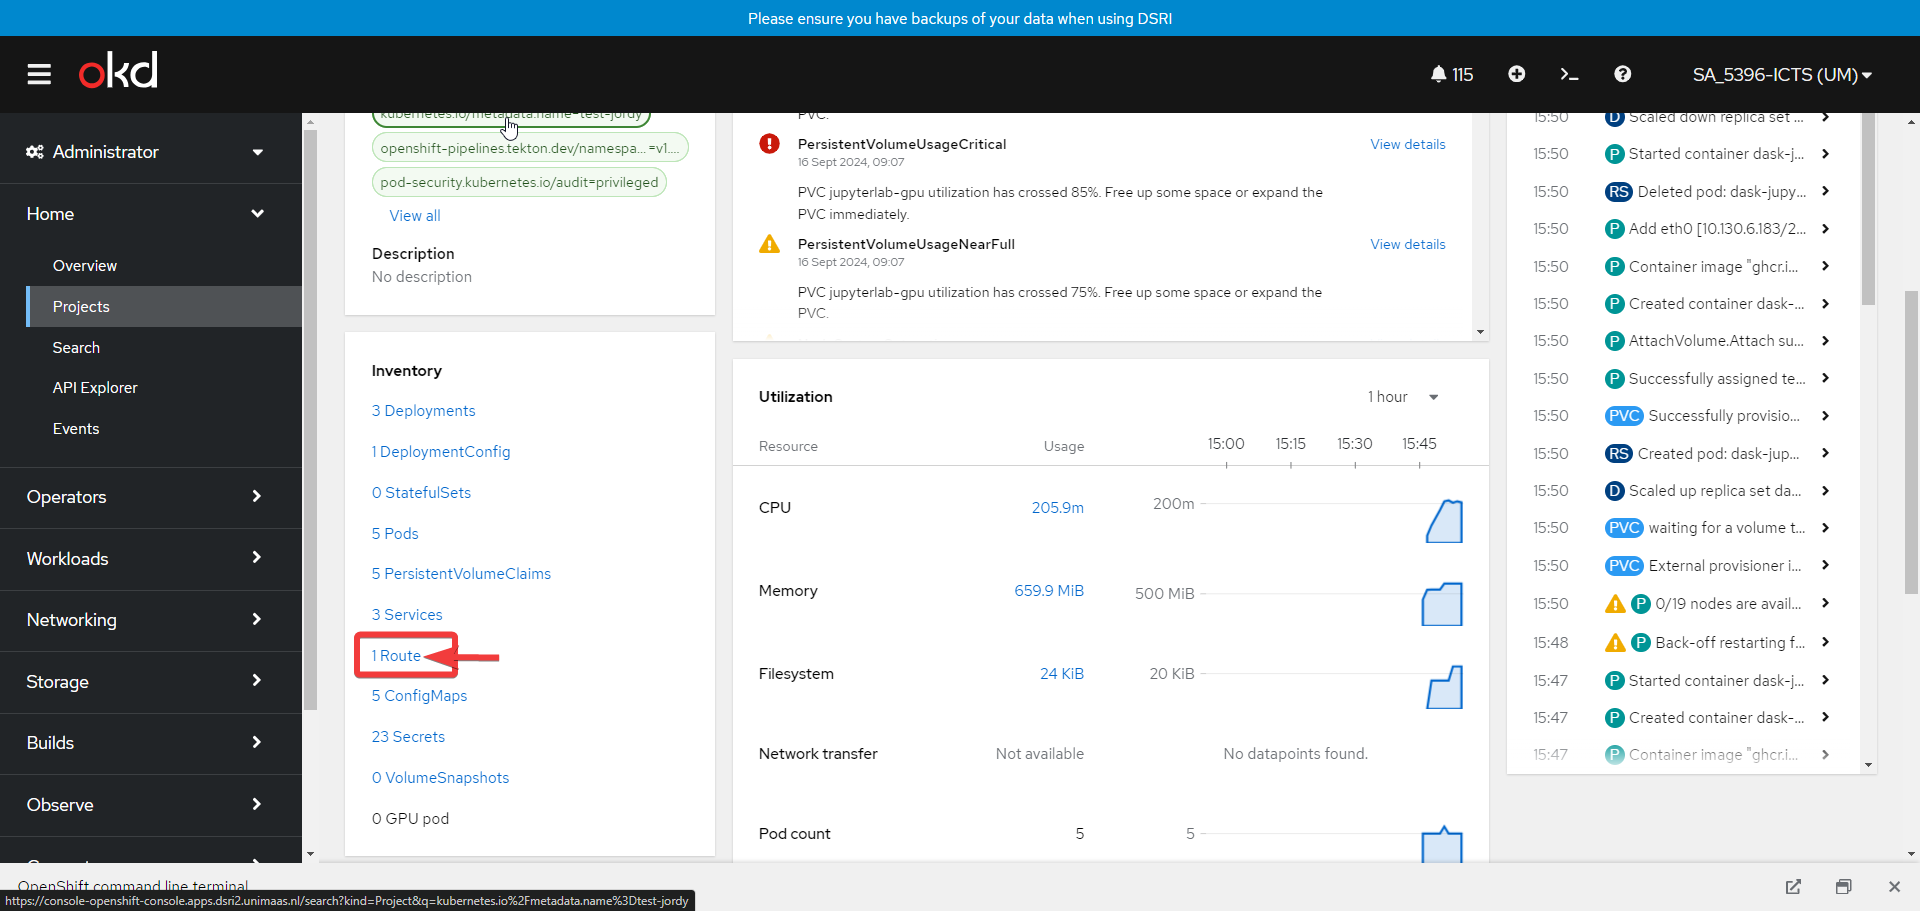 Please ensure you have backups of your data when using DSRI
okd
115
SA_5396-ICTS (UM)
Administrator
Home
Overview
Projects
Search
API Explorer
Events
Operators
Workloads
Networking
Storage
Builds
Observe
kubernetes.io/metadata.name=test-jordy
openshift-pipelines.tekton.dev/namespa... =v1....
pod-security.kubernetes.io/audit=privileged
View all
Description
No description
Inventory
3 Deployments
1 DeploymentConfig
0 StatefulSets
5 Pods
5 PersistentVolumeClaims
3 Services
1 Route
5 ConfigMaps
23 Secrets
0 VolumeSnapshots
0 GPU pod
PVC.
PersistentVolumeUsageCritical
View details
16 Sept 2024, 09:07
PVC jupyterlab-gpu utilization has crossed 85%. Free up some space or expand the
PVC immediately.
PersistentVolumeUsageNearFull
View details
16 Sept 2024, 09:07
PVC jupyterlab-gpu utilization has crossed 75%. Free up some space or expand the
PVC.
Utilization
1 hour
Resource Usage 15:00 15:15 15:30 15:45
CPU 205.9m 200m
Memory 659.9 MiB 500 MiB
Filesystem 24 KiB 20 KiB
Network transfer Not available No datapoints found.
Pod count 5 5
15:50 D Scaled down replica set ...
15:50 P Started container dask-j...
15:50 RS Deleted pod: dask-jupy...
15:50 P Add eth0 [10.130.6.183/2...
15:50 P Container image "ghcr.i...
15:50 P Created container dask-...
15:50 P AttachVolume.Attach su...
15:50 P Successfully assigned te...
15:50 PVC Successfully provisio...
15:50 RS Created pod: dask-jup...
15:50 D Scaled up replica set da...
15:50 PVC waiting for a volume t...
15:50 PVC External provisioner i...
15:50 P 0/19 nodes are avail...
15:48 P Back-off restarting f...
15:47 P Started container dask-j...
15:47 P Created container dask-...
15:47 P Container image "ghcr.i...
OpenShift command line terminal
https://console-openshift-console.apps.dsri2.unimaas.nl/search?kind=Project&q=kubernetes.io%2Fmetadata.name%3Dtest-jordy